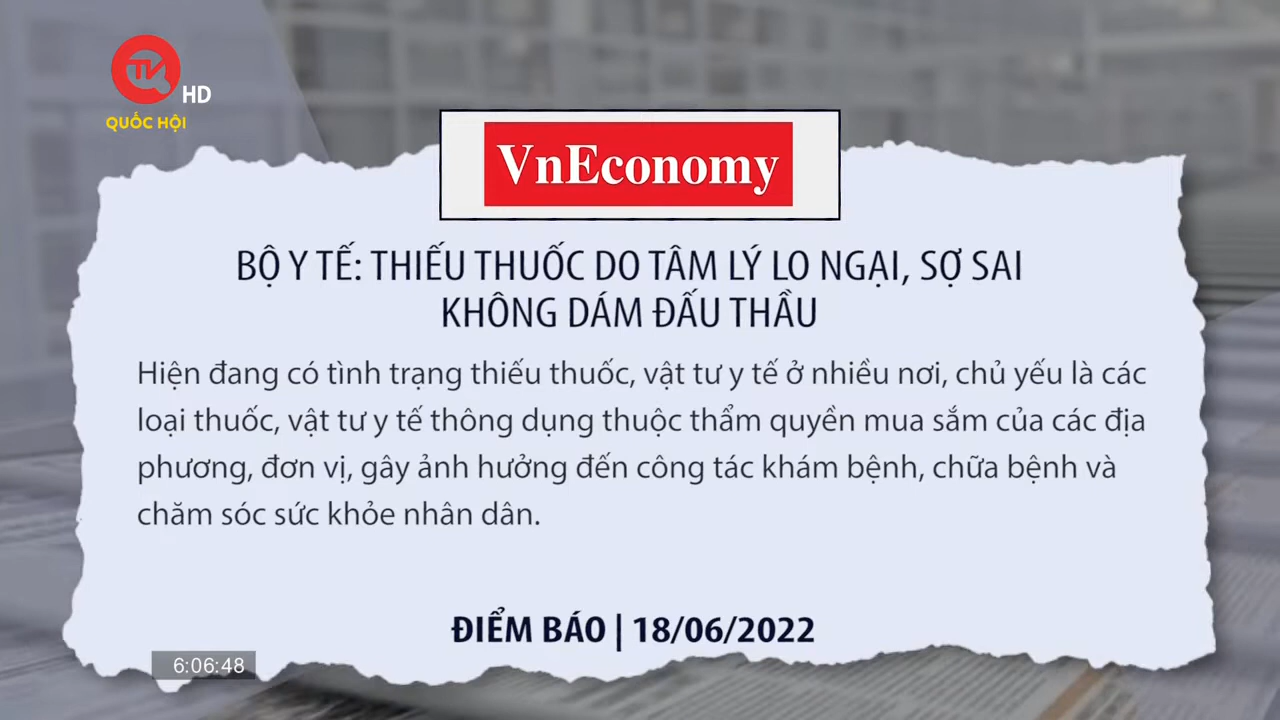 TV
HD
QUỐC HỘI
VnEconomy
BỘ Y TẾ: THIẾU THUỐC DO TÂM LÝ LO NGẠI, SỢ SAI
KHÔNG DÁM ĐẤU THẦU
Hiện đang có tình trạng thiếu thuốc, vật tư y tế ở nhiều nơi, chủ yếu là các
loại thuốc, vật tư y tế thông dụng thuộc thẩm quyền mua sắm của các địa
phương, đơn vị, gây ảnh hưởng đến công tác khám bệnh, chữa bệnh và
chăm sóc sức khỏe nhân dân.
ĐIỂM BÁO | 18/06/2022
6:06:48